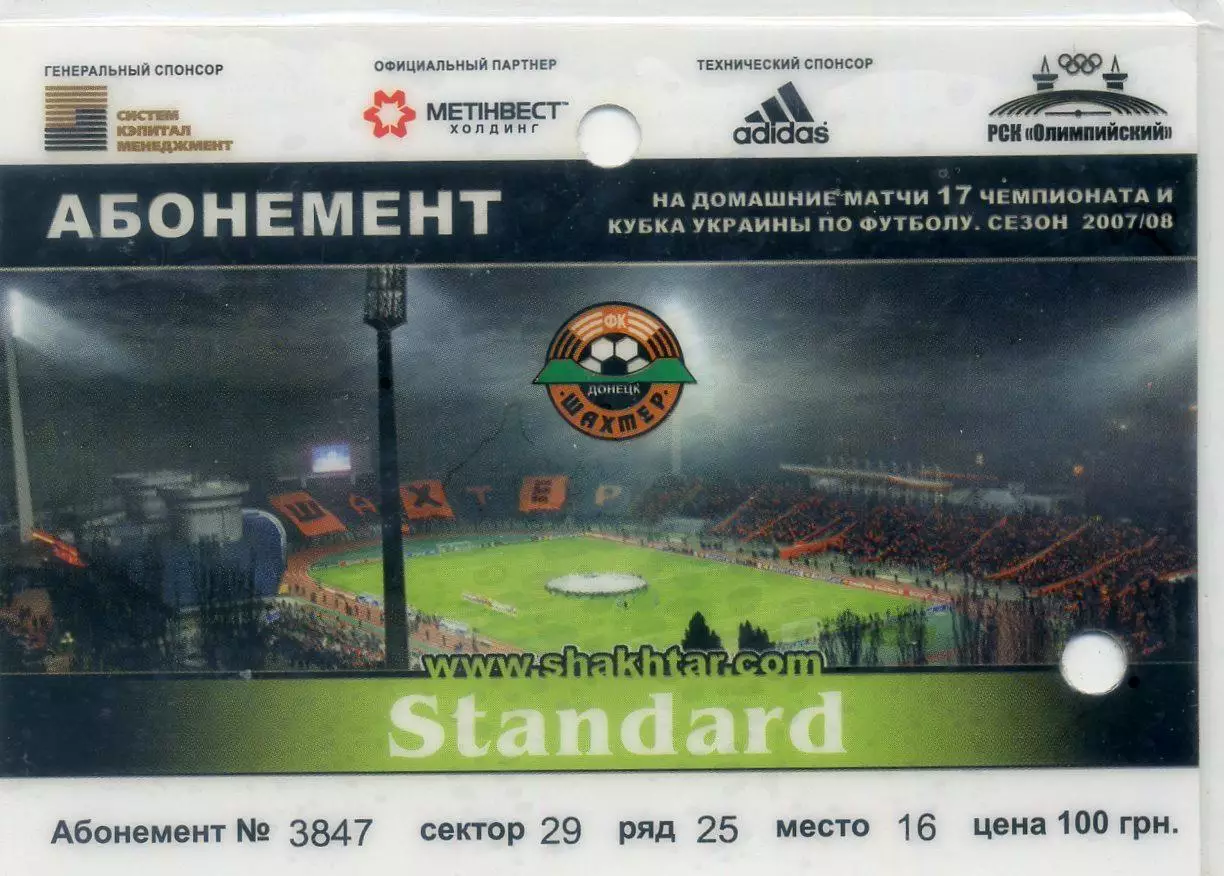 ГЕНЕРАЛЬНЫЙ СПОНСОР
СИСТЕМ
КЭПИТАЛ
МЕНЕДЖМЕНТ
ОФИЦИАЛЬНЫЙ ПАРТНЕР
МЕТІНВЕСТ™
ХОЛДИНГ
ТЕХНИЧЕСКИЙ СПОНСОР
adidas
РСК «Олимпийский»
АБОНЕМЕНТ
НА ДОМАШНИЕ МАТЧИ 17 ЧЕМПИОНАТА И
КУБКА УКРАИНЫ ПО ФУТБОЛУ. СЕЗОН 2007/08
ФК
ДОНЕЦК
·ШАХТЕР·
ШАХТЕР
www.shakhtar.com
Standard
Абонемент № 3847 сектор 29 ряд 25 место 16 цена 100 грн.